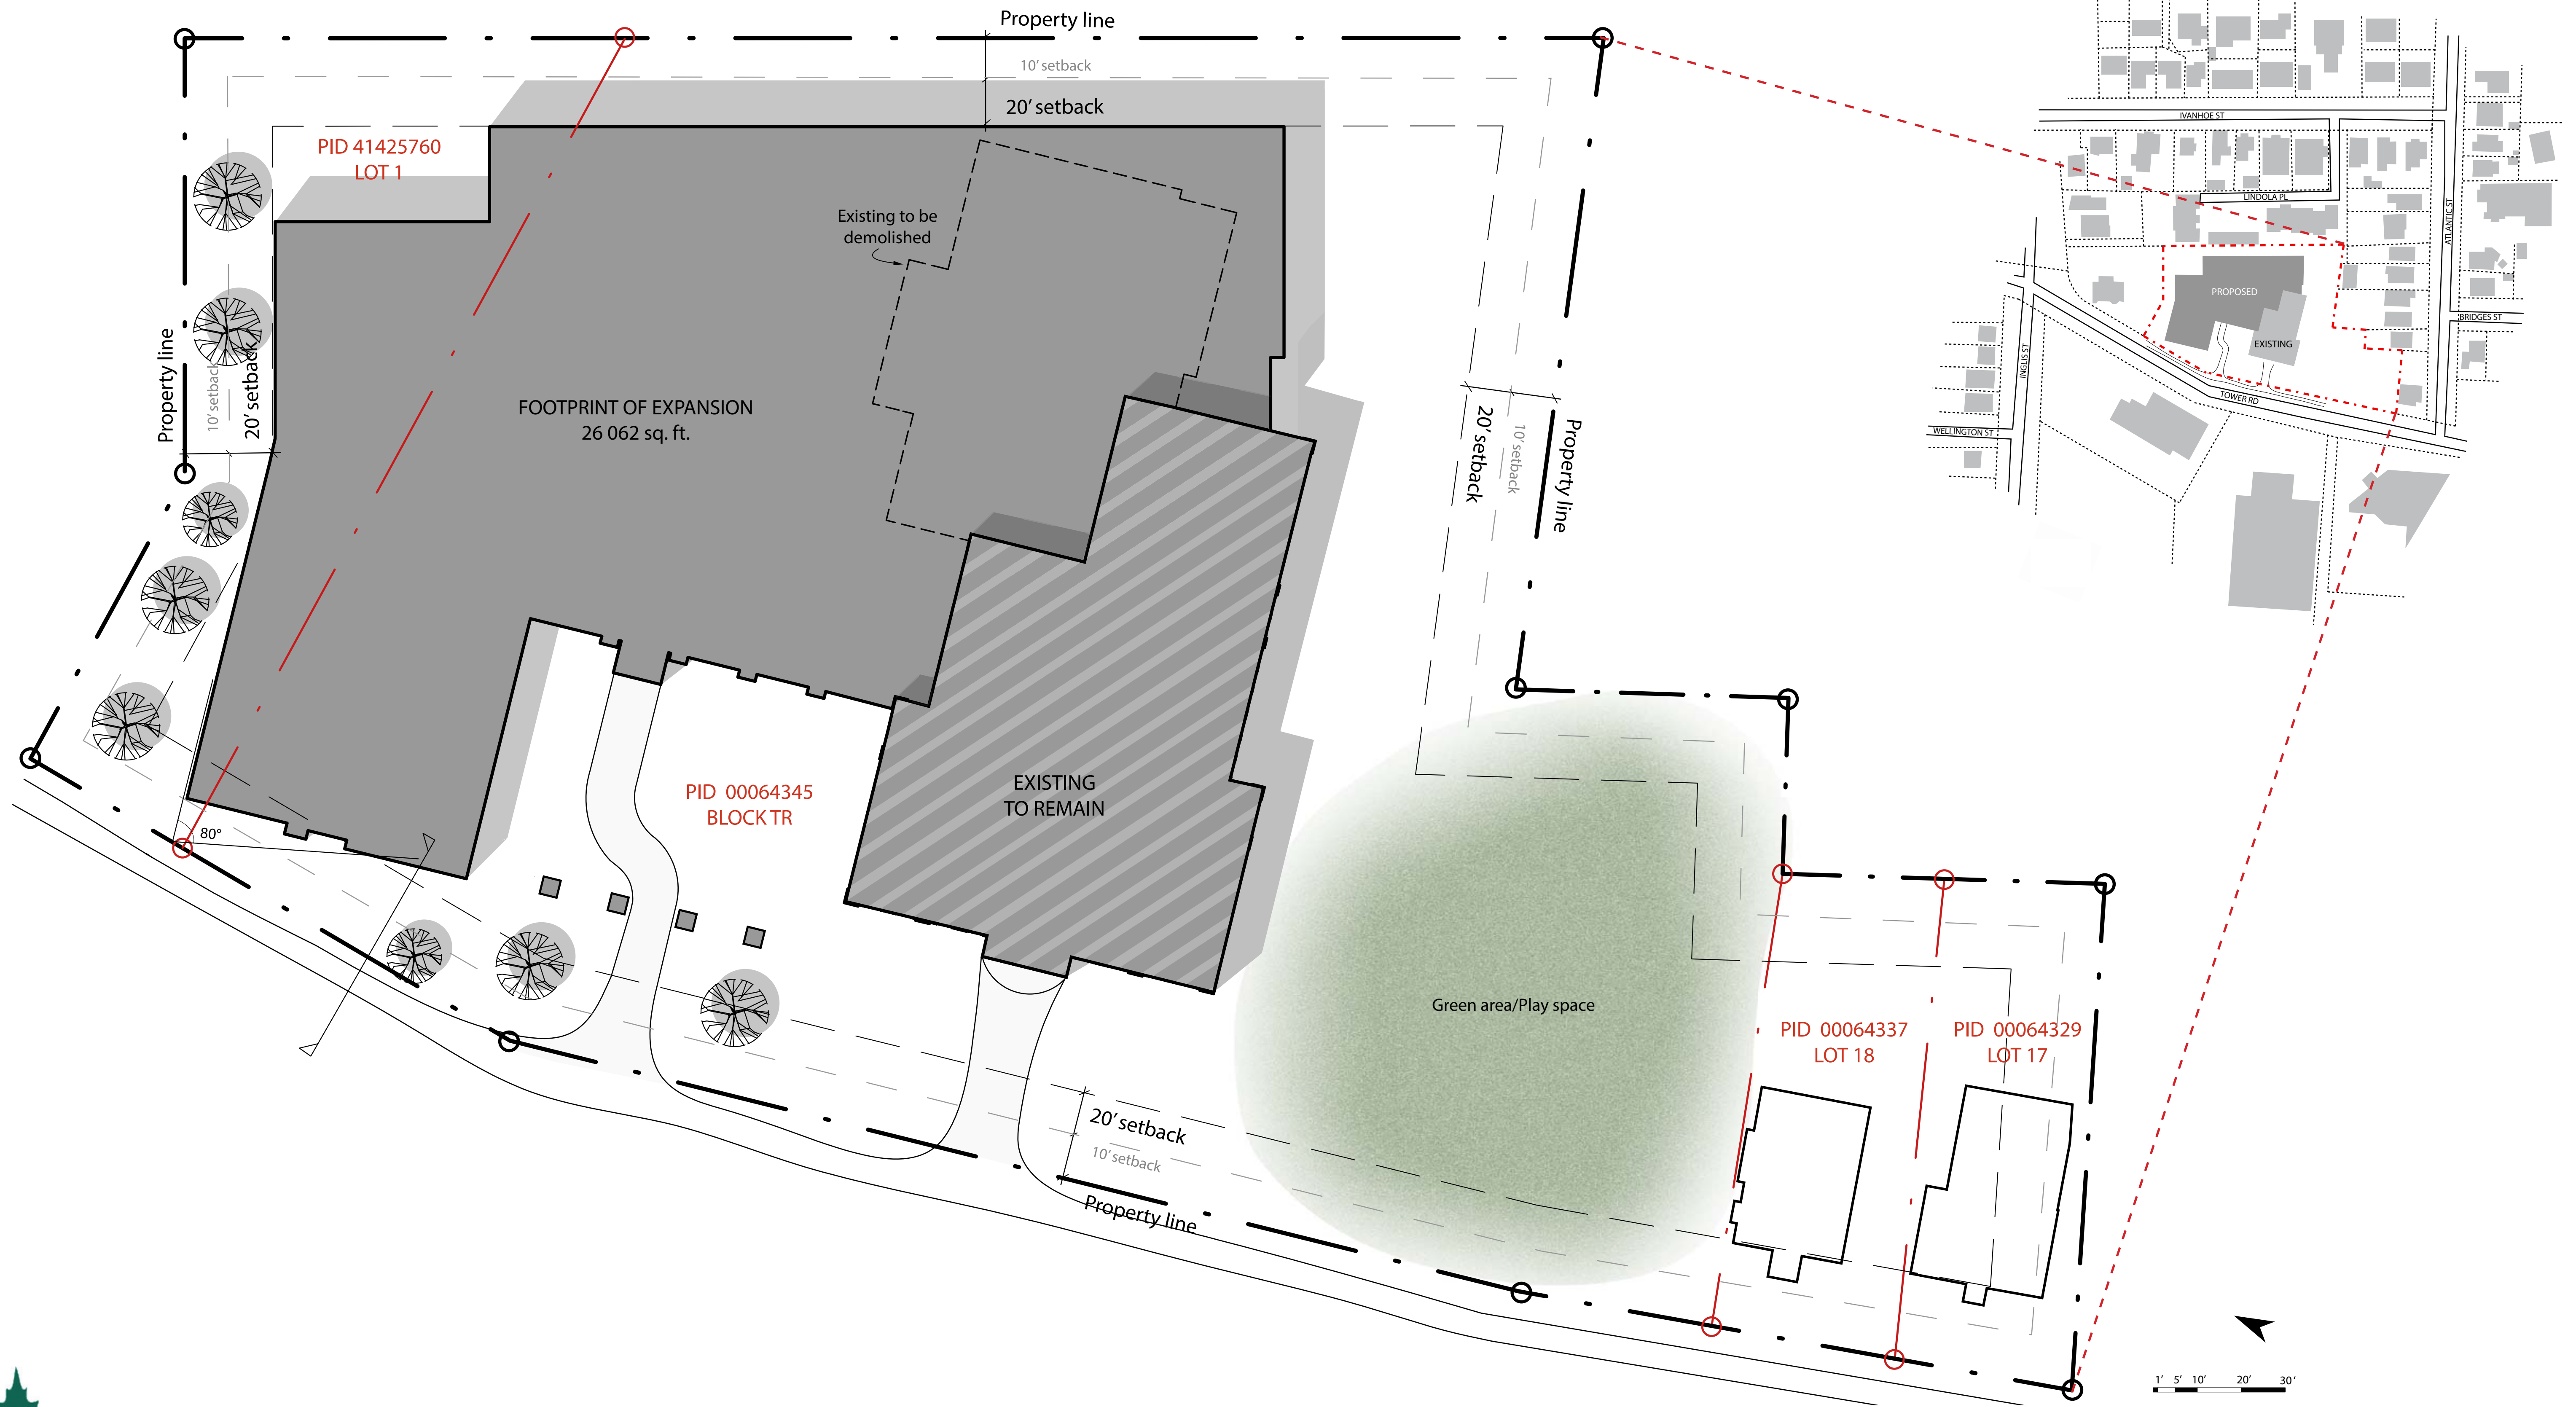 Property line
10' setback
20' setback
PID 41425760
LOT 1
Existing to be
demolished
Property line
10' setback
20' setback
FOOTPRINT OF EXPANSION
26 062 sq. ft.
20' setback
10' setback
Property line
PID 00064345
BLOCK TR
EXISTING
TO REMAIN
80°
Green area/Play space
PID 00064337
LOT 18
PID 00064329
LOT 17
20' setback
10' setback
Property line
IVANHOE ST
LINDOLA PL
ATLANTIC ST
PROPOSED
EXISTING
BRIDGES ST
INGLIS ST
TOWER RD
WELLINGTON ST
1' 5' 10' 20' 30'